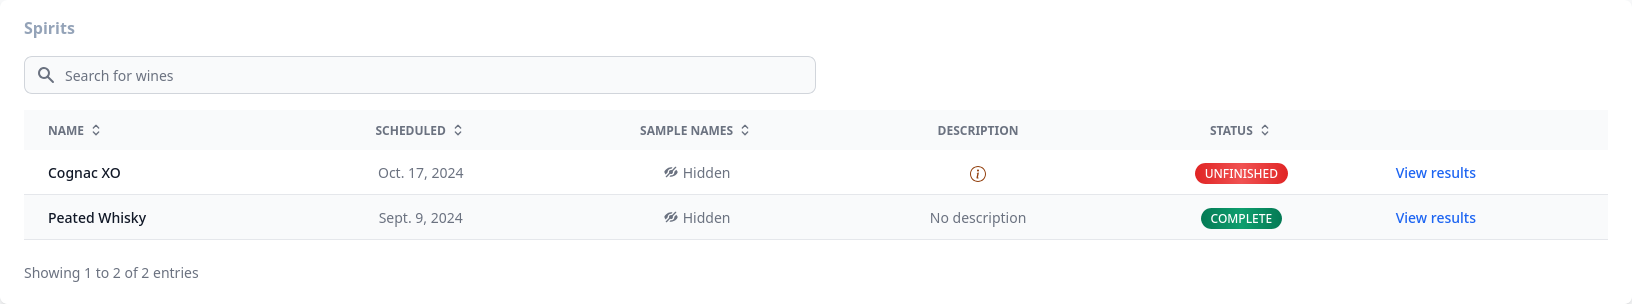 Spirits
Search for wines
NAME SCHEDULED SAMPLE NAMES DESCRIPTION STATUS
Cognac XO Oct. 17, 2024 Hidden UNFINISHED View results
Peated Whisky Sept. 9, 2024 Hidden No description COMPLETE View results
Showing 1 to 2 of 2 entries